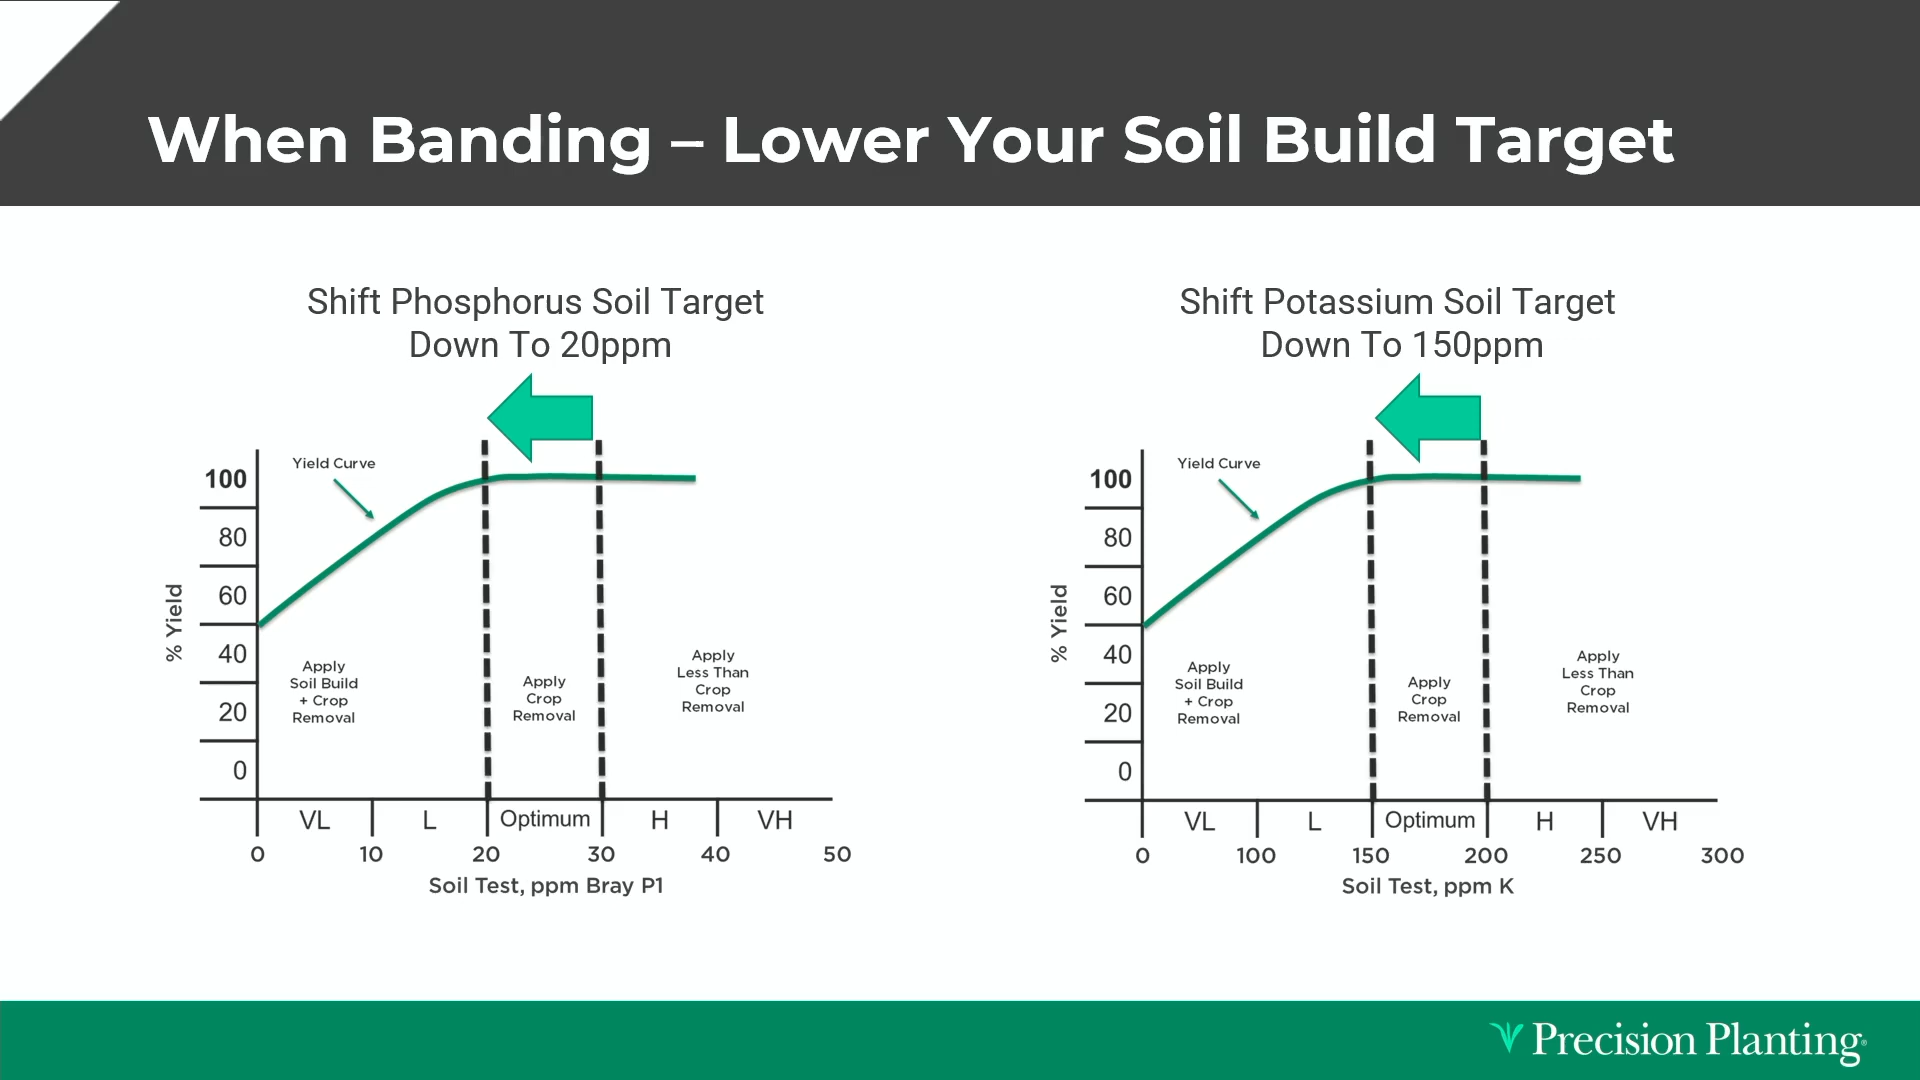 When Banding – Lower Your Soil Build Target
Shift Phosphorus Soil Target
Down To 20ppm
Yield Curve
100
80
60
40
20
0
% Yield
Apply
Soil Build
+ Crop
Removal
Apply
Crop
Removal
Apply
Less Than
Crop
Removal
VL L Optimum H VH
0 10 20 30 40 50
Soil Test, ppm Bray P1
Shift Potassium Soil Target
Down To 150ppm
Yield Curve
100
80
60
40
20
0
% Yield
Apply
Soil Build
+ Crop
Removal
Apply
Crop
Removal
Apply
Less Than
Crop
Removal
VL L Optimum H VH
0 100 150 200 250 300
Soil Test, ppm K
Precision Planting®